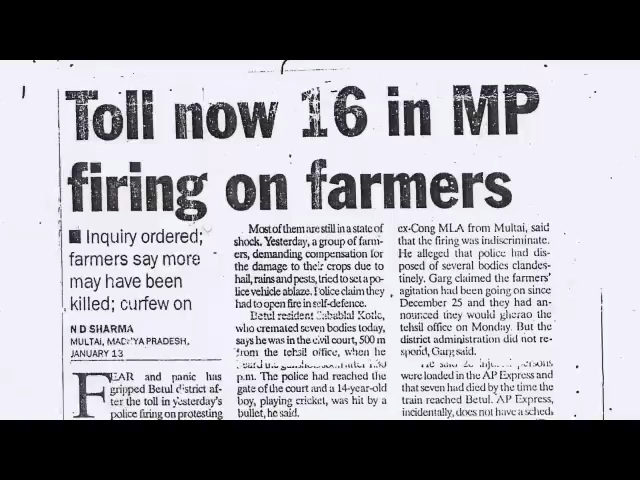 Toll now 16 in MP
firing on farmers
Inquiry ordered;
farmers say more
may have been
killed; curfew on
N D SHARMA
MULTAI, MADHYA PRADESH,
JANUARY 13
FEAR and panic has
gripped Betul district af-
ter the toll in yesterday's
police firing on protesting
Most of them are still in a state of
shock. Yesterday, a group of farm-
ers, demanding compensation for
the damage to their crops due to
hail, rains and pests, tried to set a po-
lice vehicle ablaze. Police claim they
had to open fire in self-defence.
Betul resident Kotle,
who cremated seven bodies today,
says he was in the civil court, 500 m
from the tehsil office, when he
heard the
p.m. The police had reached the
gate of the court and a 14-year-old
boy, playing cricket, was hit by a
bullet, he said.
ex-Cong MLA from Multai, said
that the firing was indiscriminate.
He alleged that police had dis-
posed of several bodies clandes-
tinely. Garg claimed the farmers'
agitation had been going on since
December 25 and they had an-
nounced they would gherao the
tehsil office on Monday. But the
district administration did not re-
spond, Garg said.
He said 20 injured persons
were loaded in the AP Express and
that seven had died by the time the
train reached Betul. AP Express,
incidentally, does not have a sched-